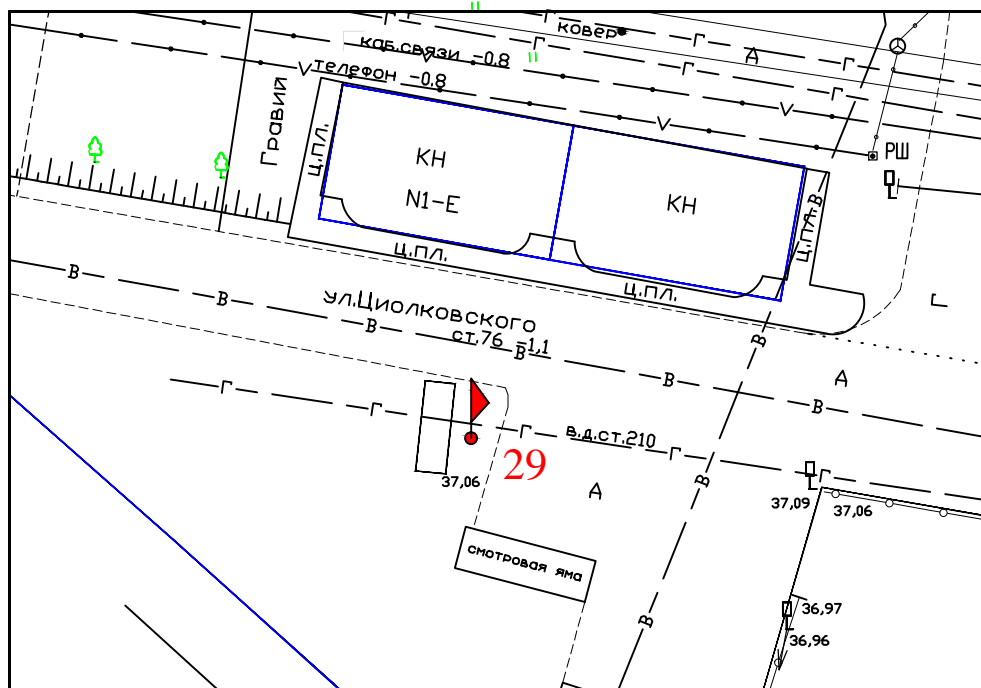 ковер
А
каб.связи -0.8
телефон -0.8
Г
Г
Г
Г
Г
Г
V
V
V
Гравий
Ц.ПЛ.
КН
N1-Е
КН
РШ
Ц.ПЛ.
В
Ц.ПЛ.
Ц.ПЛ.
В
В
В
В
В
В
В
ул.Циолковского
ст.76 -1,1
А
Г
Г
Г
Г
Г
в.д.ст.210
29
37,06
А
В
37,09
37,06
смотровая яма
В
36,97
36,96